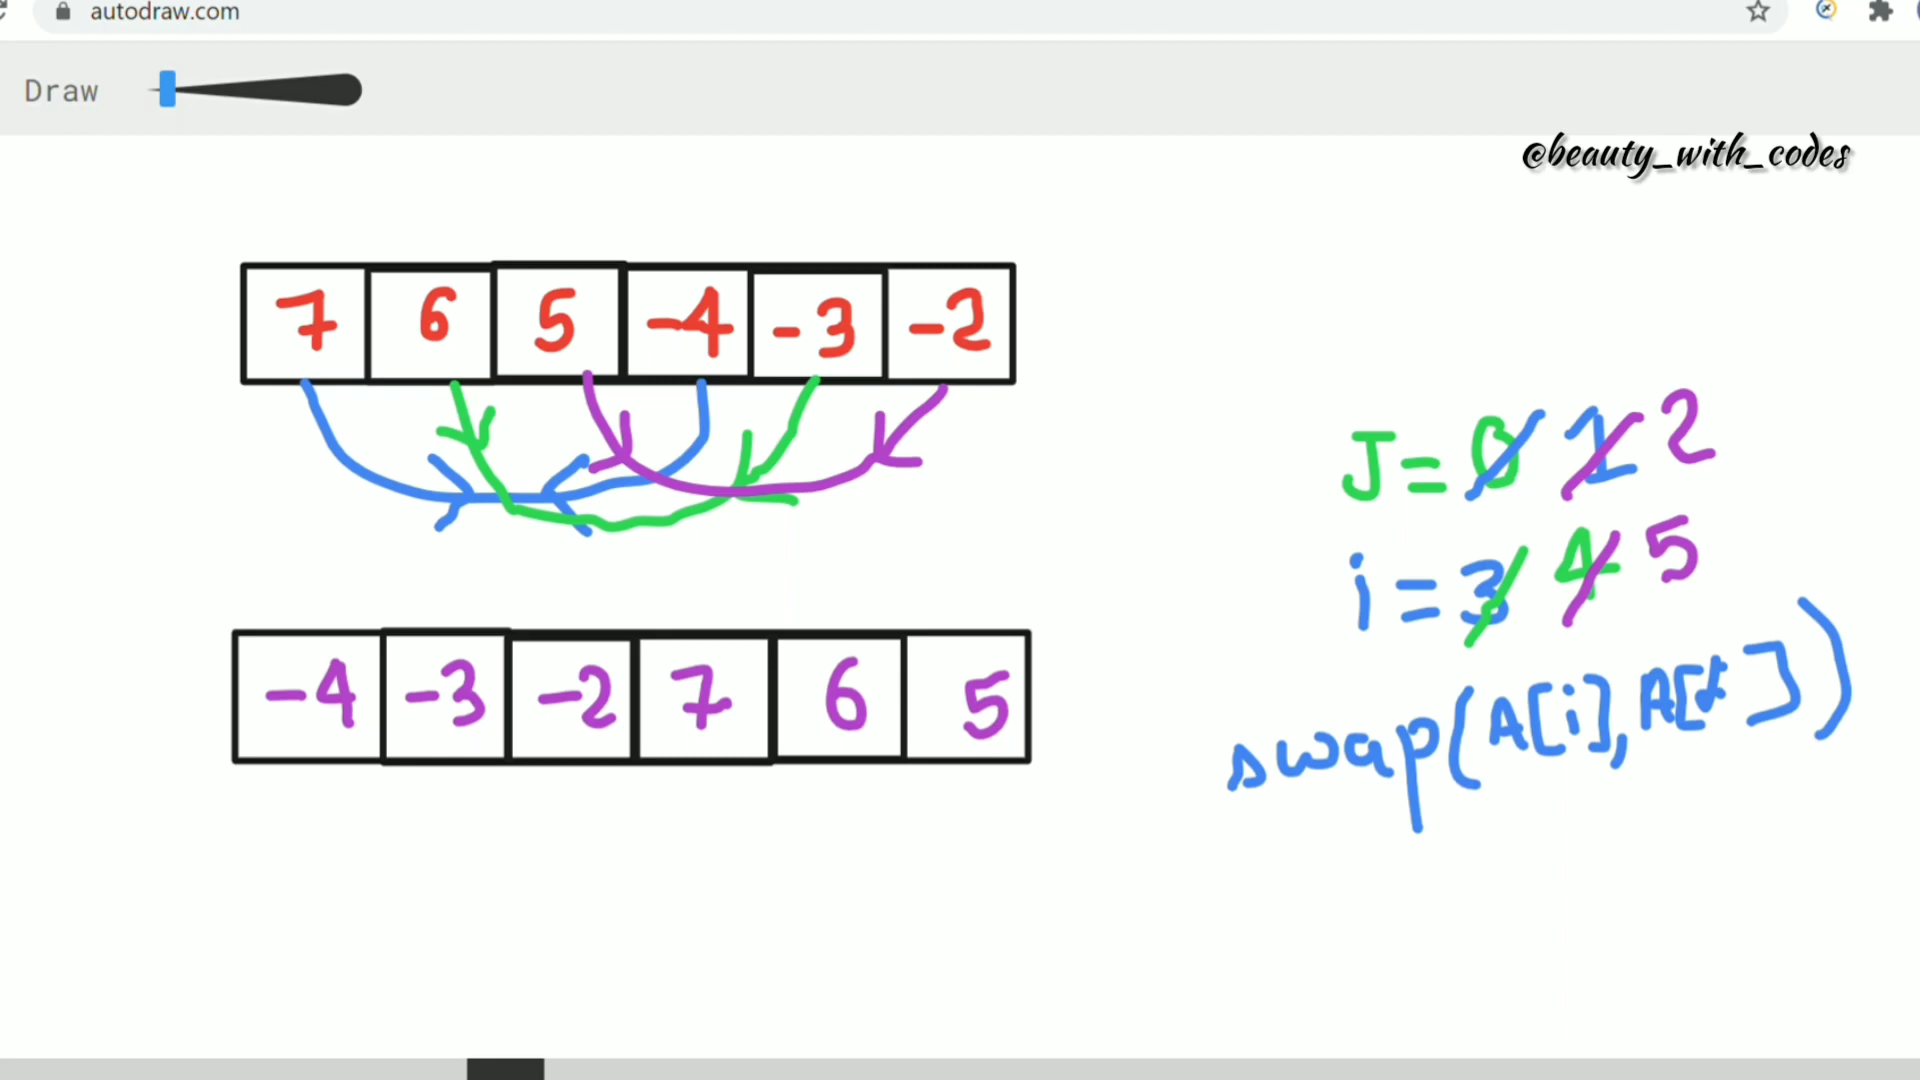 autodraw.com
Draw
@beauty_with_codes
7 6 5 -4 -3 -2
J = 0 1 2
i = 3 4 5
-4 -3 -2 7 6 5
swap(A[i], A[j])